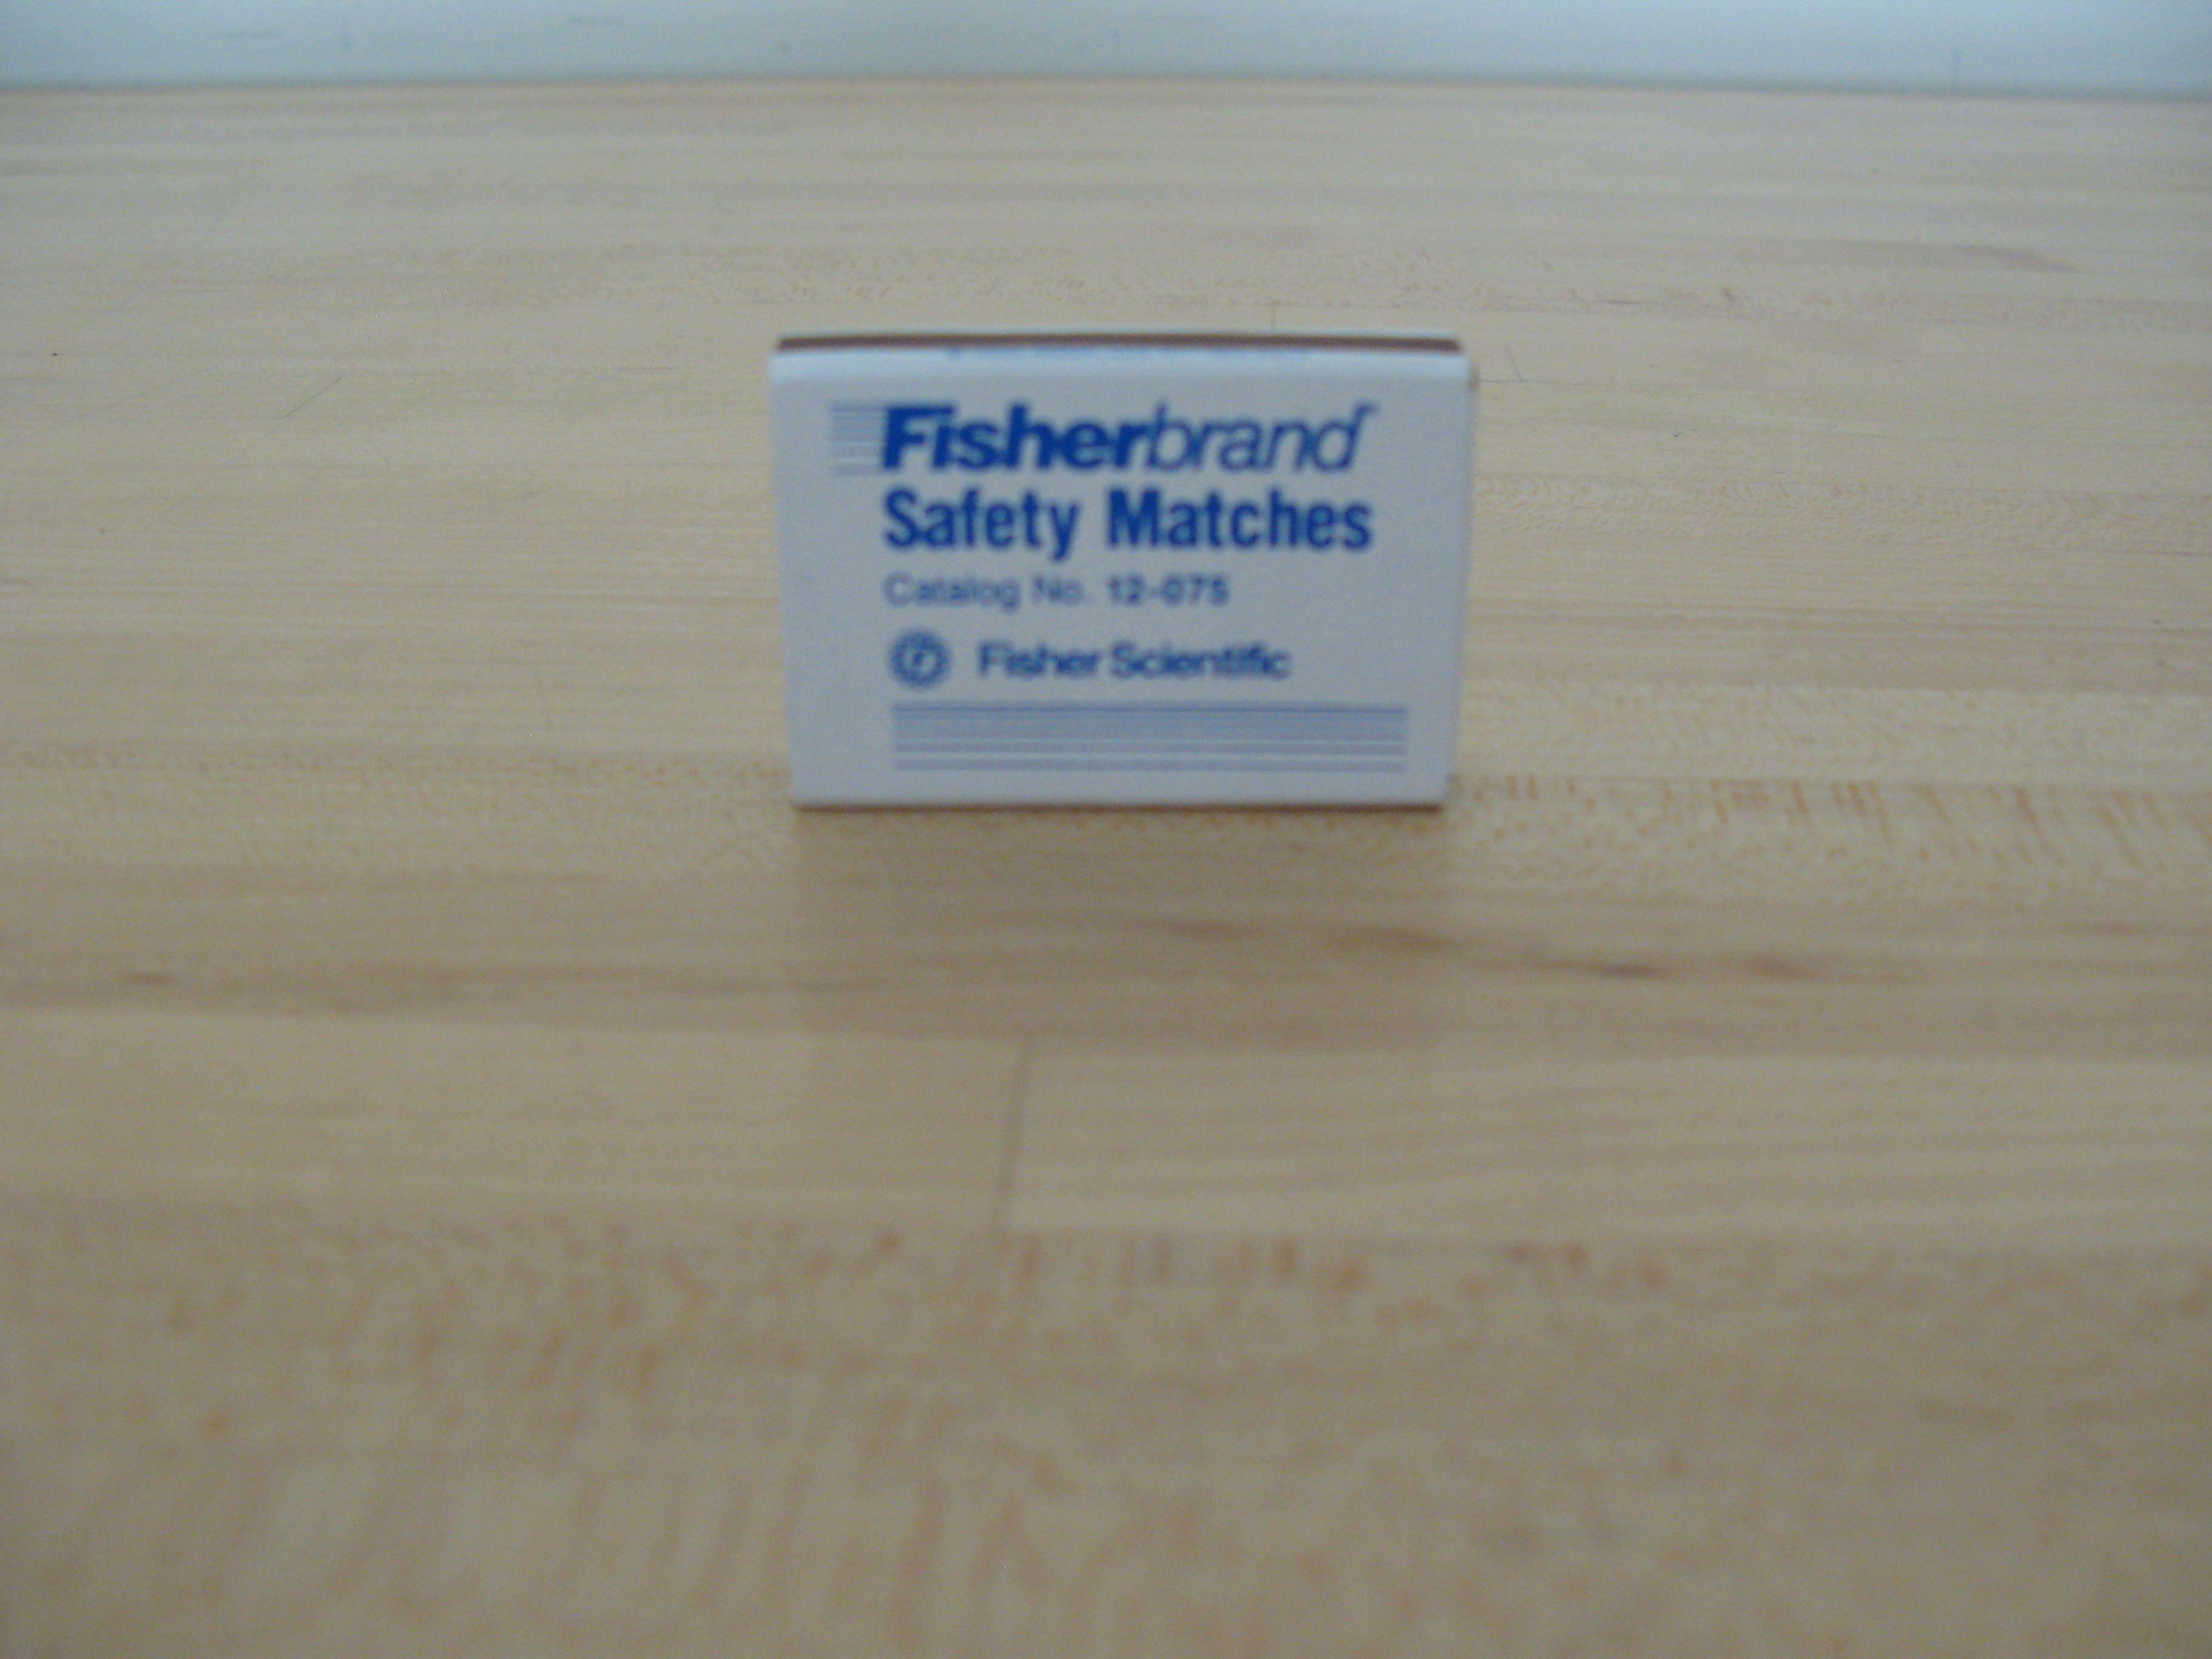 Fisherbrand
Safety Matches
Catalog No. 12-075
Fisher Scientific